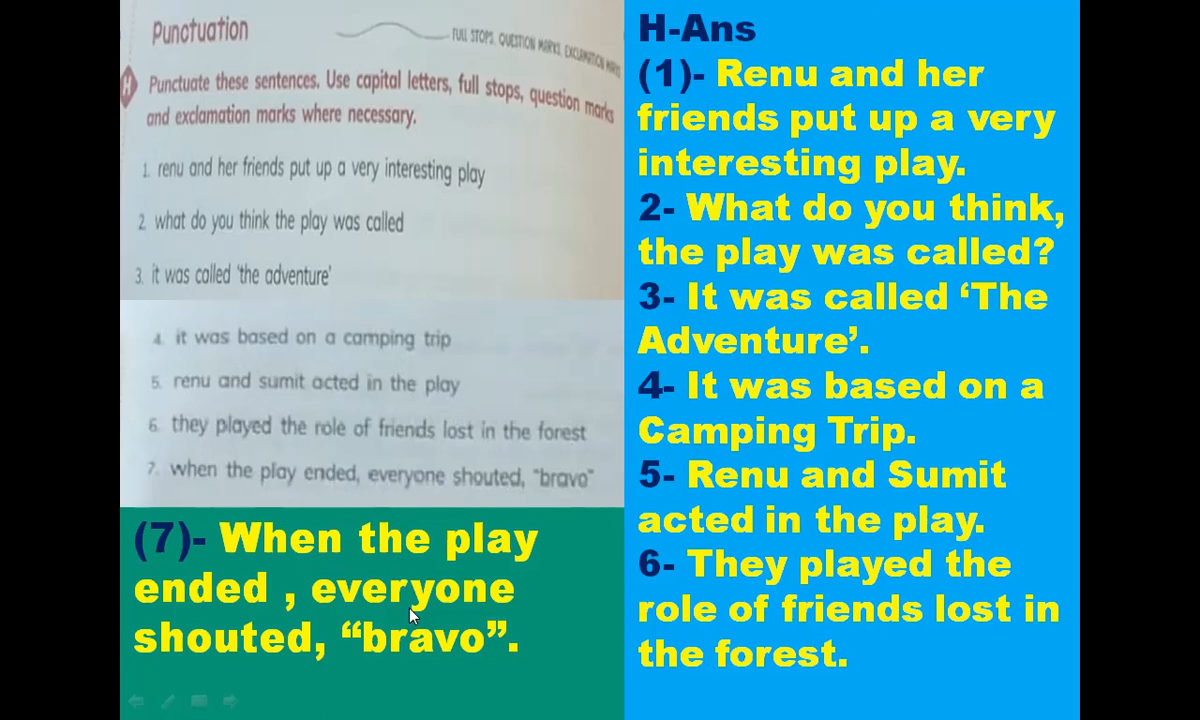 Punctuation
FULL STOPS, QUESTION MARKS, EXCLAMATION MARKS
H
Punctuate these sentences. Use capital letters, full stops, question marks
and exclamation marks where necessary.
1. renu and her friends put up a very interesting play
2. what do you think the play was called
3. it was called 'the adventure'
4. it was based on a camping trip
5. renu and sumit acted in the play
6. they played the role of friends lost in the forest
7. when the play ended, everyone shouted, "bravo"
(7)- When the play
ended , everyone
shouted, “bravo”.
H-Ans
(1)- Renu and her
friends put up a very
interesting play.
2- What do you think,
the play was called?
3- It was called ‘The
Adventure’.
4- It was based on a
Camping Trip.
5- Renu and Sumit
acted in the play.
6- They played the
role of friends lost in
the forest.